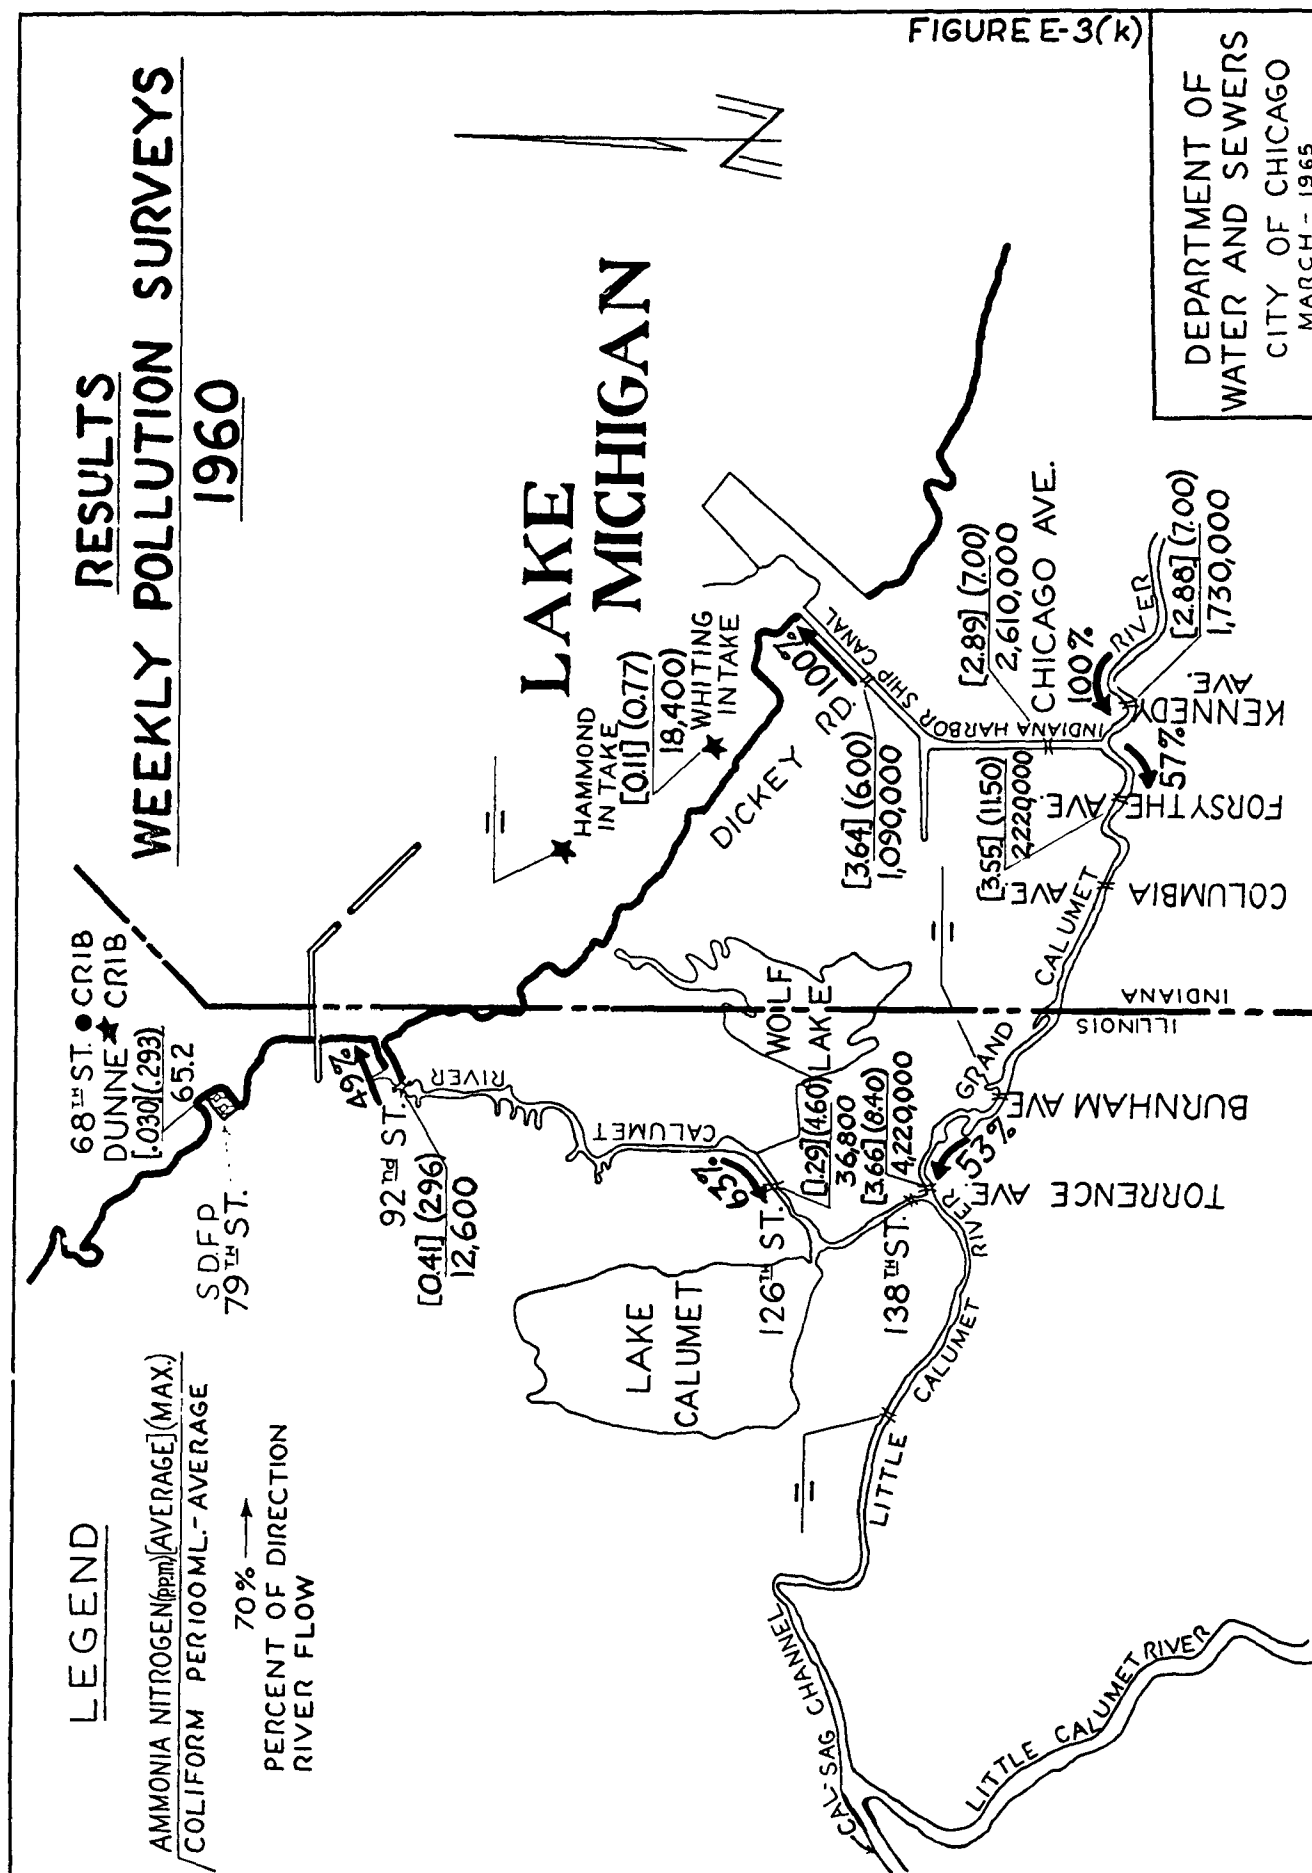 FIGURE E-3(k)
RESULTS
WEEKLY POLLUTION SURVEYS
1960
LEGEND
AMMONIA NITROGEN(ppm)[AVERAGE](MAX.)
COLIFORM PER 100 ML.-AVERAGE
70%
PERCENT OF DIRECTION
RIVER FLOW
68TH ST. CRIB
DUNNE CRIB
[.030](.293)
65.2
S.D.F.P
79TH ST.
49%
92nd ST.
[0.41] (2.96)
12,600
LAKE
MICHIGAN
HAMMOND
INTAKE
[0.11] (0.77)
18,400
WHITING
INTAKE
DICKEY RD.
100%
INDIANA HARBOR SHIP CANAL
[3.64] (6.00)
1,090,000
[2.89] (7.00)
2,610,000
CHICAGO AVE.
100%
RIVER
[2.88] (7.00)
1,730,000
KENNEDY AVE.
57%
FORSYTHE AVE.
[3.55] (11.50)
2,220,000
COLUMBIA AVE.
GRAND CALUMET RIVER
INDIANA
ILLINOIS
WOLF
LAKE
CALUMET RIVER
63%
126TH ST.
[1.29] (4.60)
36,800
[3.66] (8.40)
4,220,000
138TH ST.
53%
BURNHAM AVE
TORRENCE AVE.
LAKE
CALUMET
LITTLE CALUMET
CAL-SAG CHANNEL
LITTLE CALUMET RIVER
DEPARTMENT OF
WATER AND SEWERS
CITY OF CHICAGO
MARCH - 1965